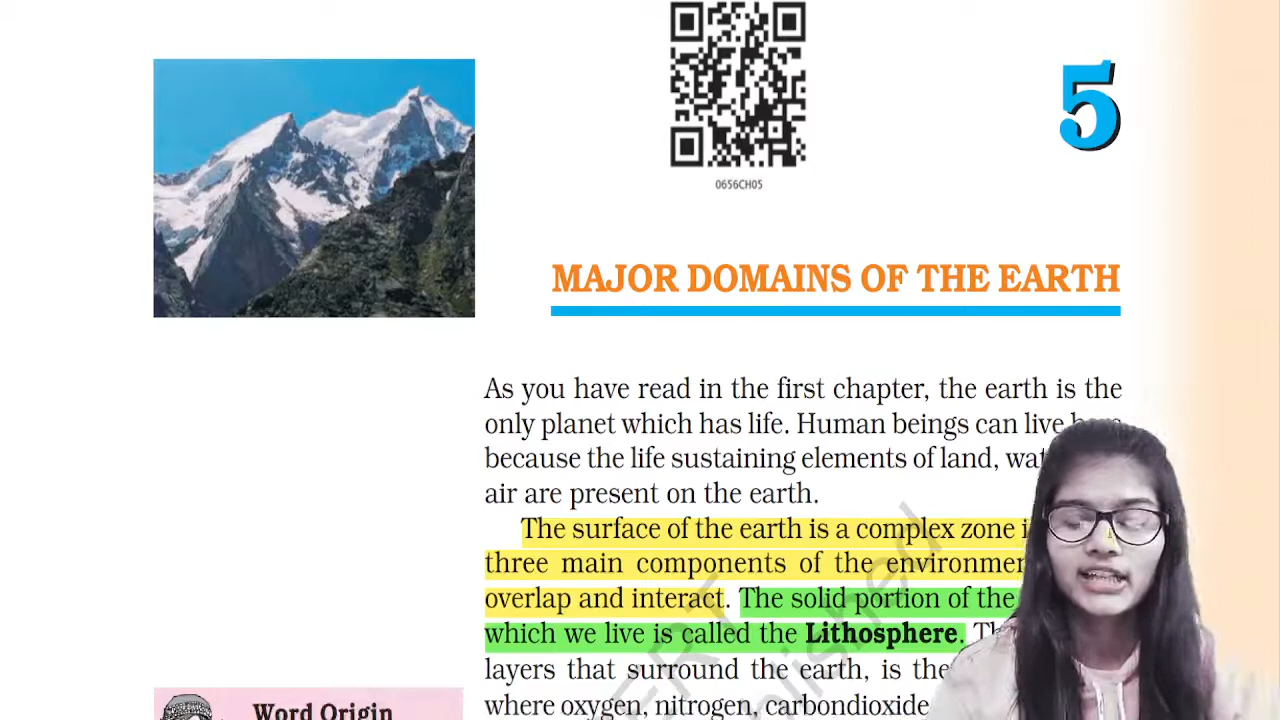 0656CH05
5
MAJOR DOMAINS OF THE EARTH
As you have read in the first chapter, the earth is the
only planet which has life. Human beings can live
because the life sustaining elements of land,
air are present on the earth.
The surface of the earth is a complex zone
three main components of the
overlap and interact. The solid portion of the
which we live is called the Lithosphere.
layers that surround the earth, is
where oxygen, nitrogen, carbondioxide
Word Origin